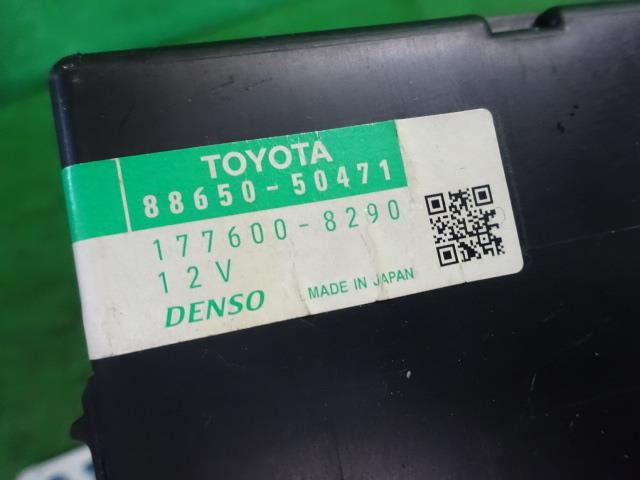 TOYOTA
88650-50471
177600-8290
12V
DENSO MADE IN JAPAN